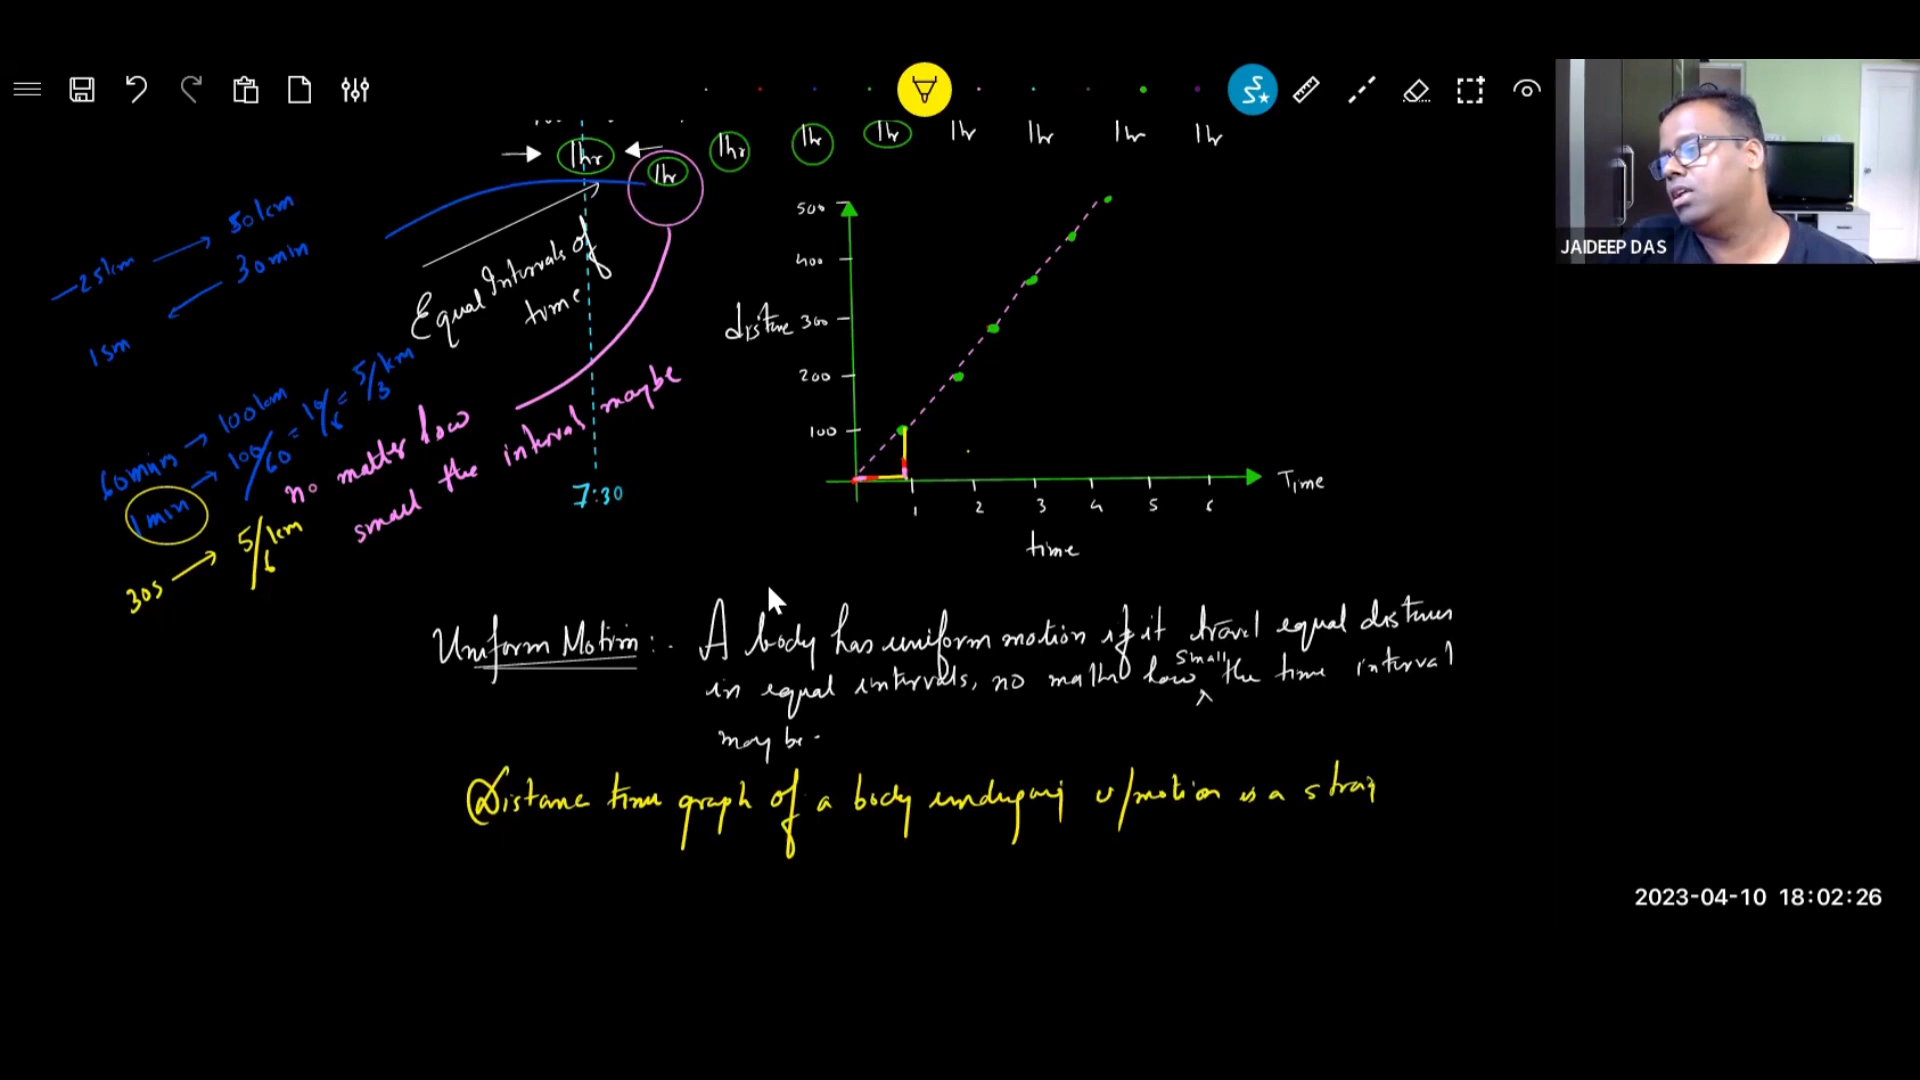 1hr 1hr 1hr 1hr 1hr 1hr 1hr 1hr 1hr
JAIDEEP DAS
25km → 50km
30min
15m
Equal Intervals of
time
60mins → 100km
1min → 100/60 = 10/6 = 5/3 km
30s → 5/6 km
no matter how
small the interval maybe
7:30
500
400
distance 300
200
100
1 2 3 4 5 6
Time
time
Uniform Motion :- A body has uniform motion if it travel equal distances
in equal intervals, no matter how small the time interval
may be.
Distance time graph of a body undergoing u/motion is a straig
2023-04-10 18:02:26